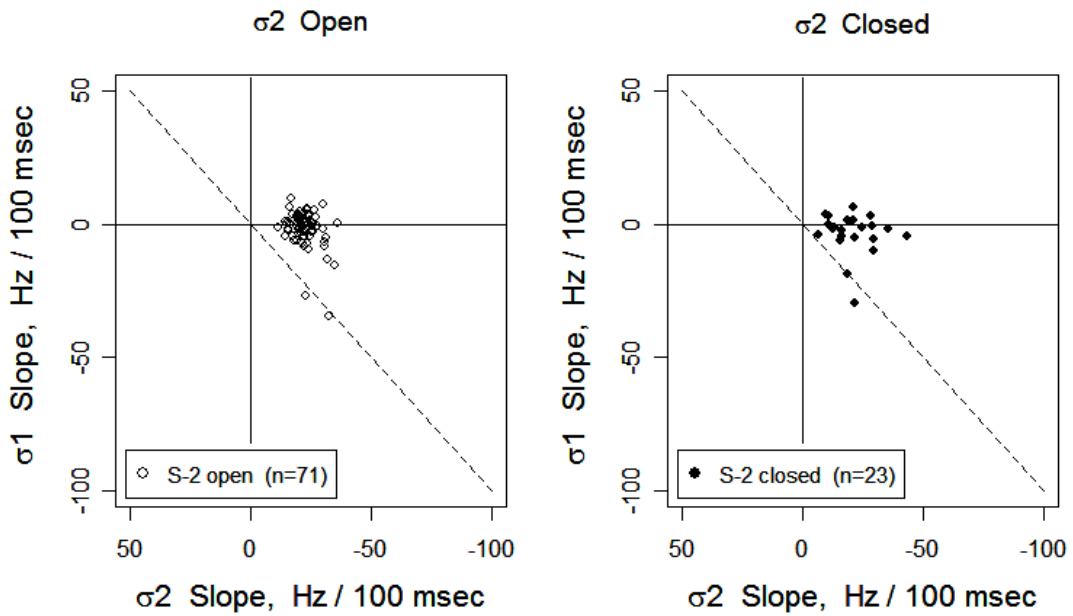 σ2 Open
σ1 Slope, Hz / 100 msec
50
0
-50
-100
S-2 open (n=71)
50
0
-50
-100
σ2 Slope, Hz / 100 msec
σ2 Closed
σ1 Slope, Hz / 100 msec
50
0
-50
-100
S-2 closed (n=23)
50
0
-50
-100
σ2 Slope, Hz / 100 msec